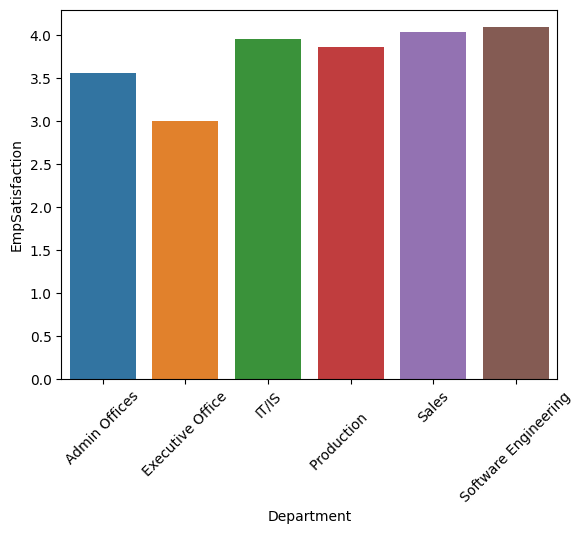 4.0
3.5
3.0
2.5
2.0
1.5
1.0
0.5
0.0
EmpSatisfaction
Admin Offices
Executive Office
IT/IS
Production
Sales
Software Engineering
Department